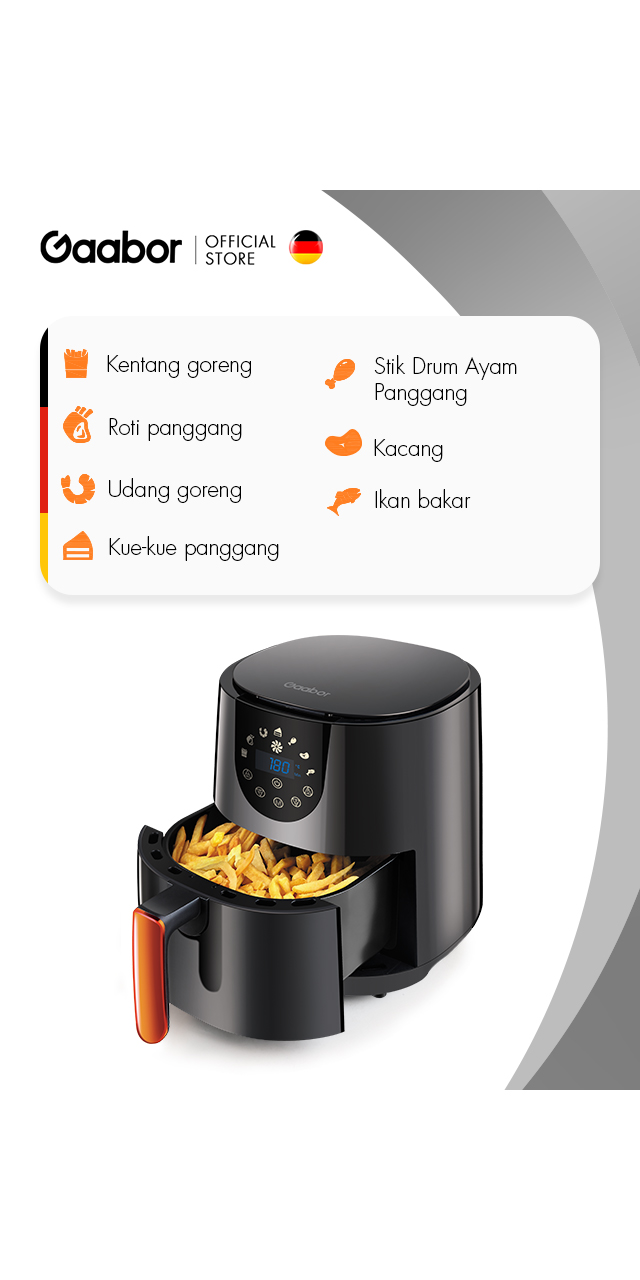 Gaabor
OFFICIAL
STORE
Kentang goreng
Roti panggang
Udang goreng
Kue-kue panggang
Stik Drum Ayam
Panggang
Kacang
Ikan bakar
Gaabor
180